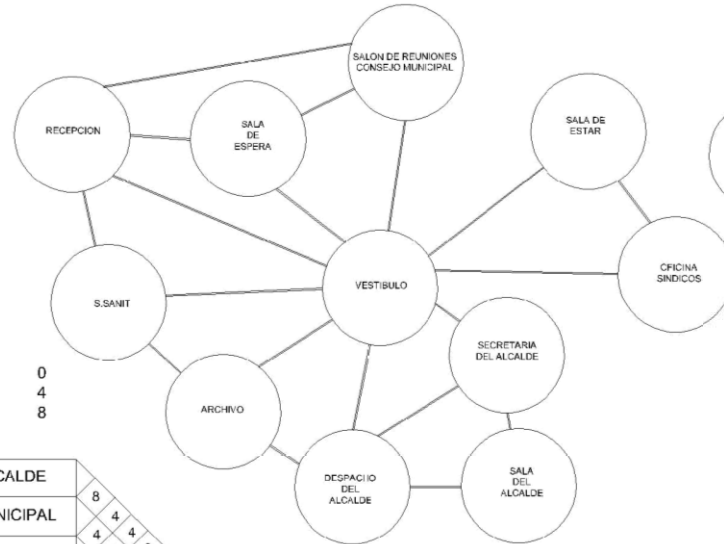 SALON DE REUNIONES
CONSEJO MUNICIPAL
RECEPCION
SALA
DE
ESPERA
SALA DE
ESTAR
VESTIBULO
OFICINA
SINDICOS
S.SANIT
SECRETARIA
DEL ALCALDE
0
4
8
ARCHIVO
DESPACHO
DEL
ALCALDE
SALA
DEL
ALCALDE
CALDE
8
NICIPAL
4
4
4